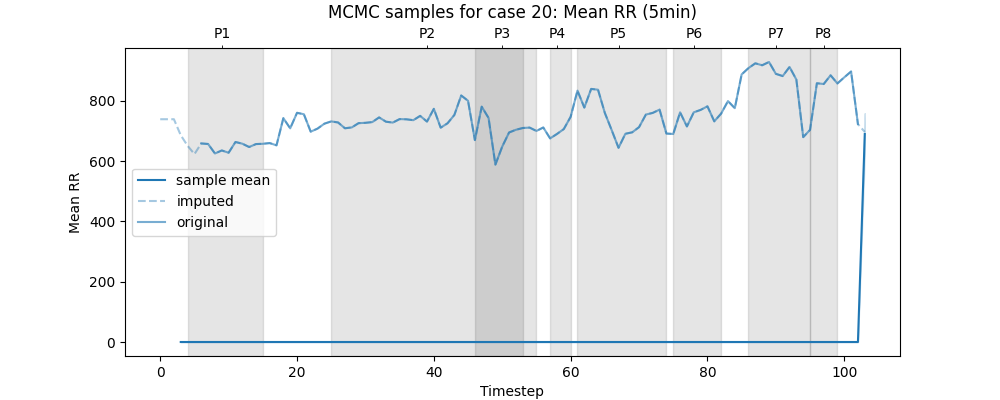 MCMC samples for case 20: Mean RR (5min)
P1 P2 P3 P4 P5 P6 P7 P8
800
600
400
200
0
Mean RR
sample mean
imputed
original
0 20 40 60 80 100
Timestep